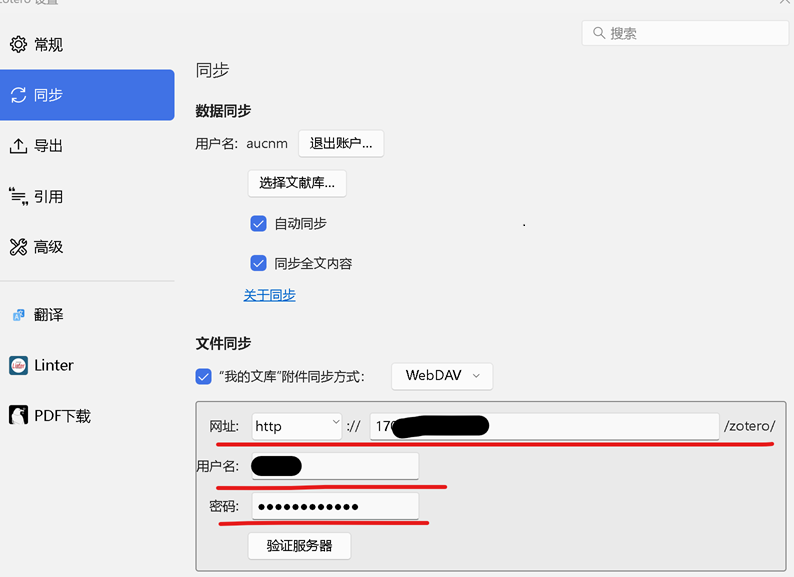 Zotero 设置
搜索
常规
同步
导出
引用
高级
翻译
Linter
PDF下载
同步
数据同步
用户名: aucnm 退出账户...
选择文献库...
自动同步
同步全文内容
关于同步
文件同步
“我的文库”附件同步方式: WebDAV
网址: http :// 170 /zotero/
用户名:
密码: ●●●●●●●●●●●●
验证服务器